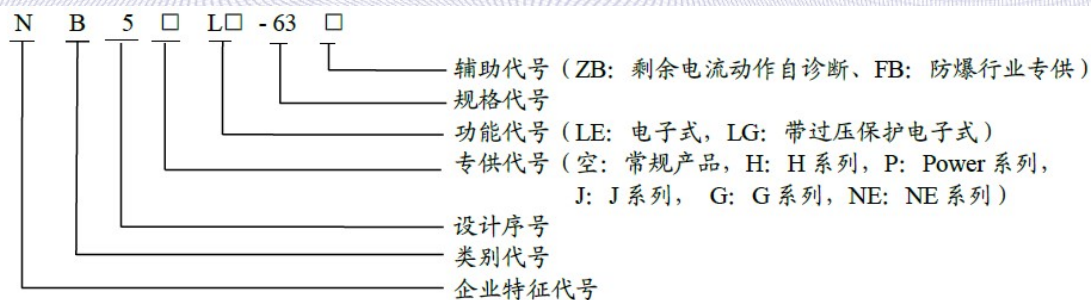 N B 5 □ L□ - 63 □
辅助代号（ZB：剩余电流动作自诊断、FB：防爆行业专供）
规格代号
功能代号（LE：电子式，LG：带过压保护电子式）
专供代号（空：常规产品，H：H 系列，P：Power 系列，
J：J 系列， G：G 系列，NE：NE 系列）
设计序号
类别代号
企业特征代号